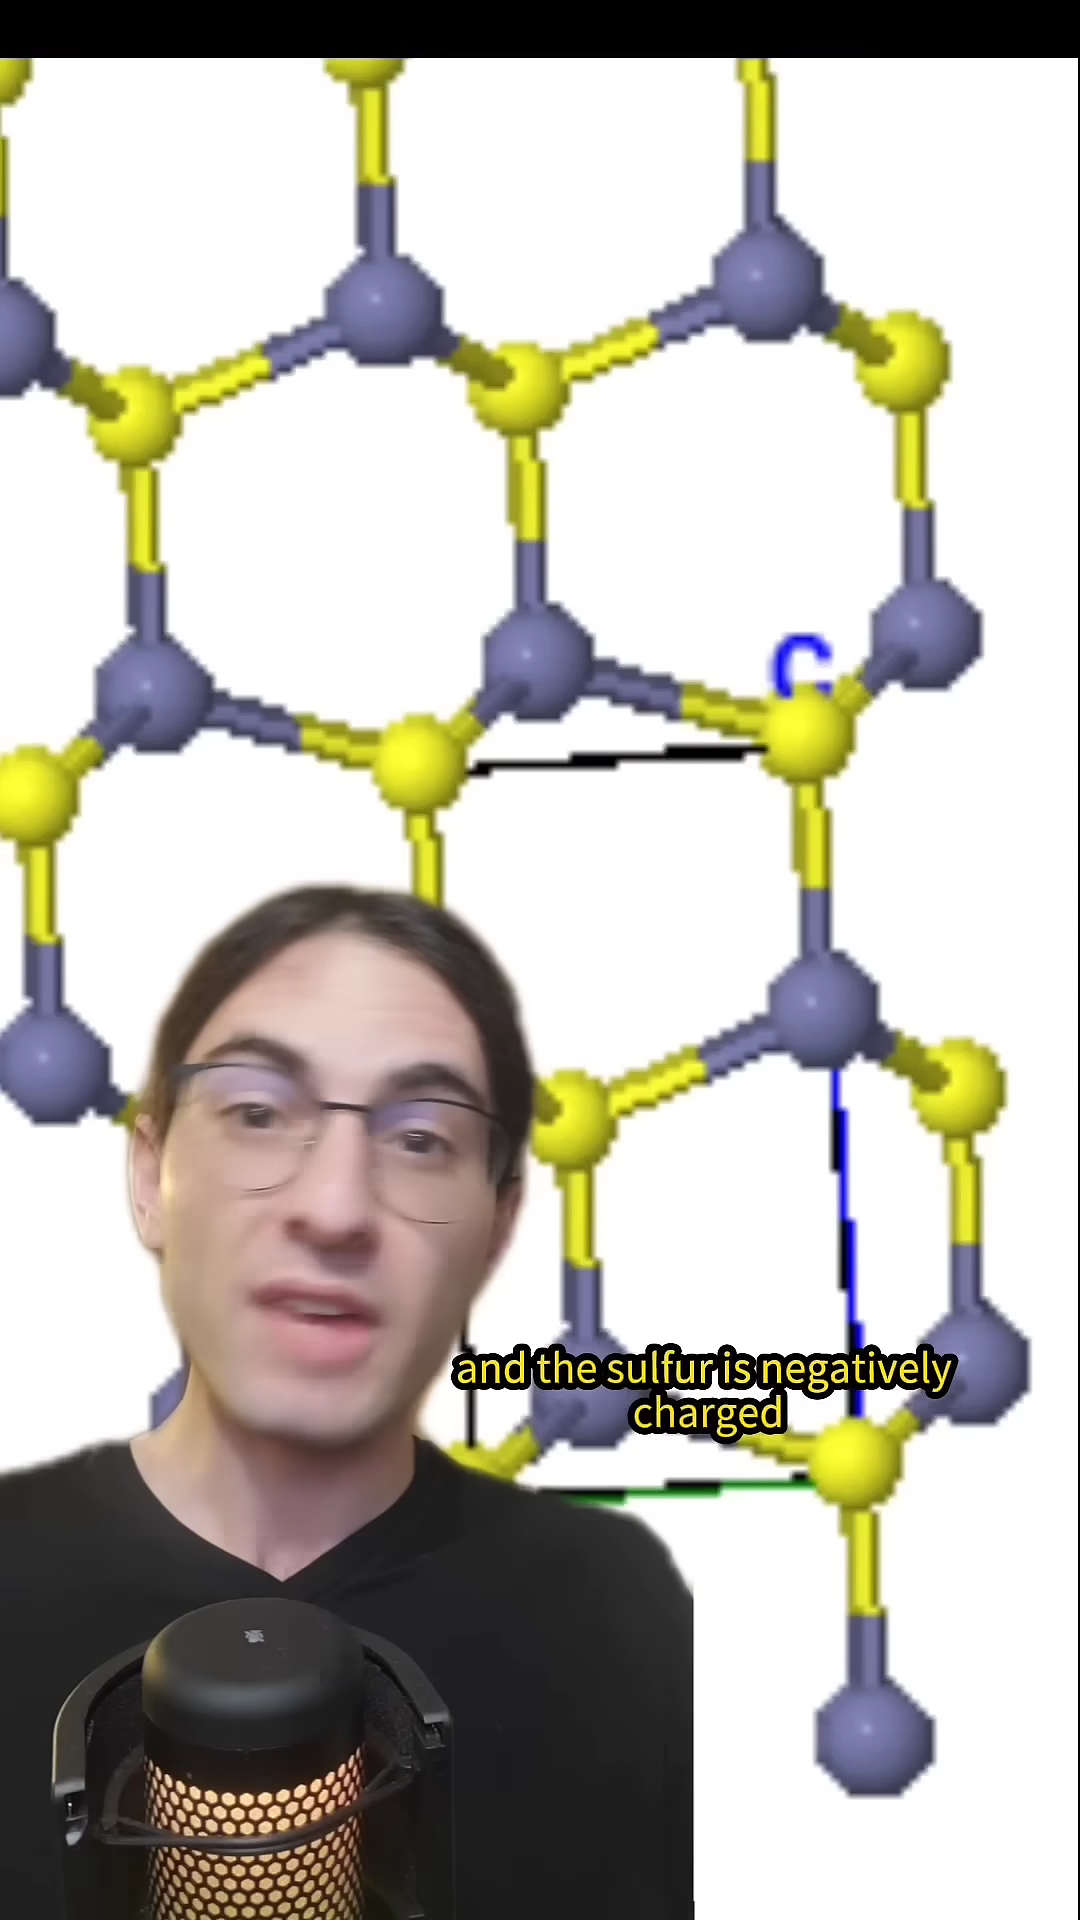 C
and the sulfur is negatively
charged